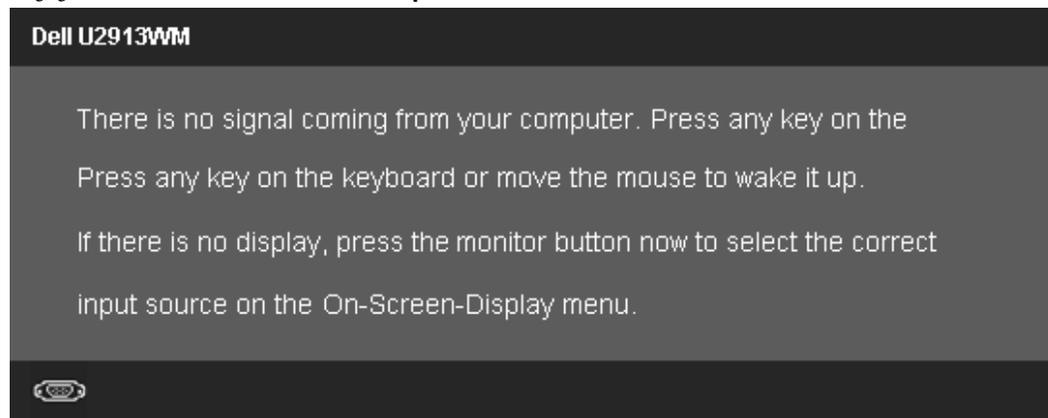 Dell U2913WM
There is no signal coming from your computer. Press any key on the
Press any key on the keyboard or move the mouse to wake it up.
If there is no display, press the monitor button now to select the correct
input source on the On-Screen-Display menu.